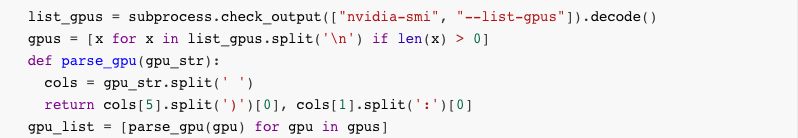 list_gpus = subprocess.check_output(["nvidia-smi", "--list-gpus"]).decode()
gpus = [x for x in list_gpus.split('\n') if len(x) > 0]
def parse_gpu(gpu_str):
  cols = gpu_str.split(' ')
  return cols[5].split(')')[0], cols[1].split(':')[0]
gpu_list = [parse_gpu(gpu) for gpu in gpus]